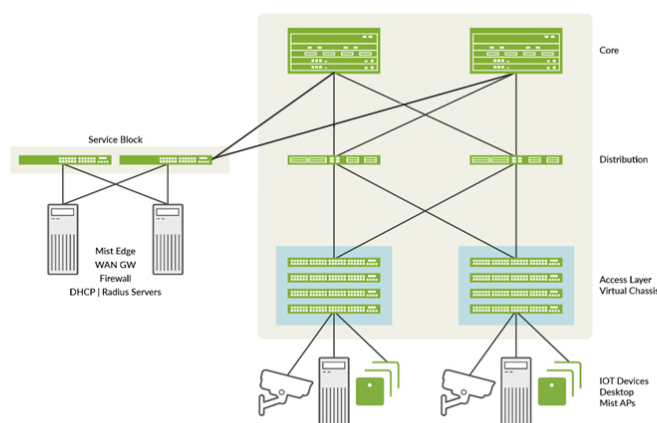 Core
Service Block
Distribution
Mist Edge
WAN GW
Firewall
DHCP | Radius Servers
Access Layer
Virtual Chassis
IOT Devices
Desktop
Mist APs